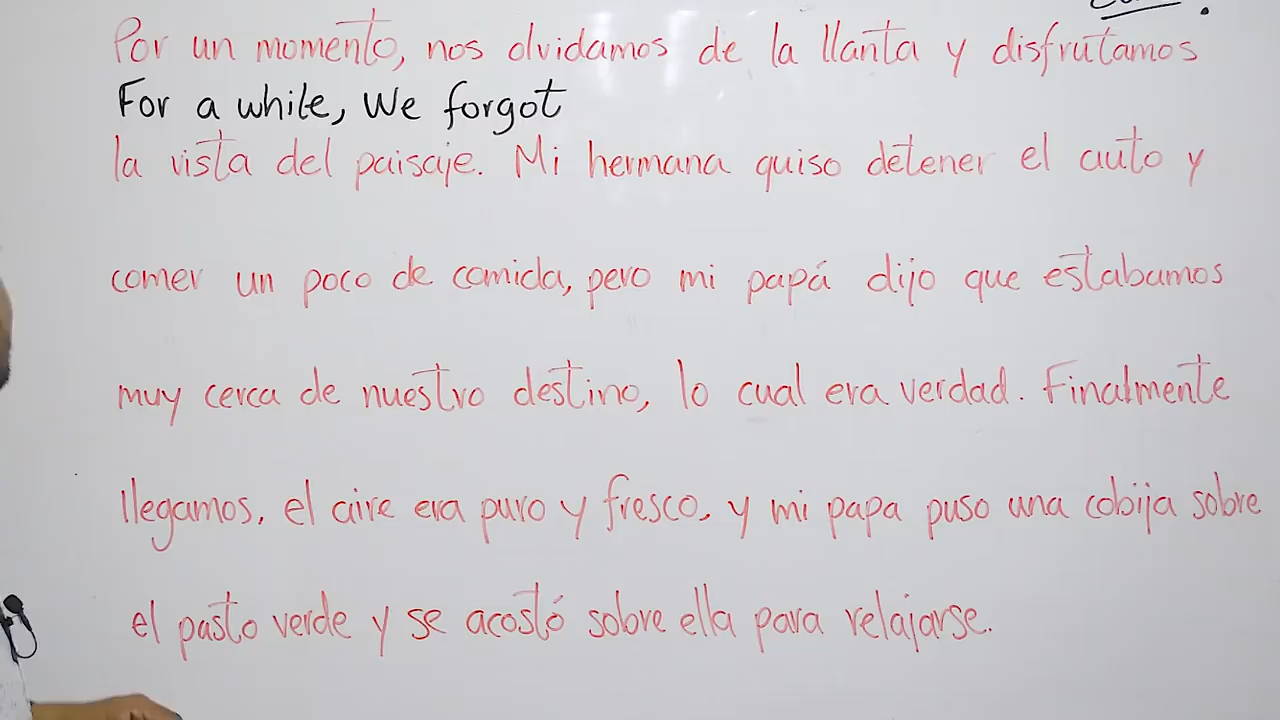 Por un momento, nos olvidamos de la llanta y disfrutamos
For a while, We forgot
la vista del paisaje. Mi hermana quiso detener el auto y
comer un poco de comida, pero mi papá dijo que estabamos
muy cerca de nuestro destino, lo cual era verdad. Finalmente
llegamos, el aire era puro y fresco, y mi papa puso una cobija sobre
el pasto verde y se acostó sobre ella para relajarse.